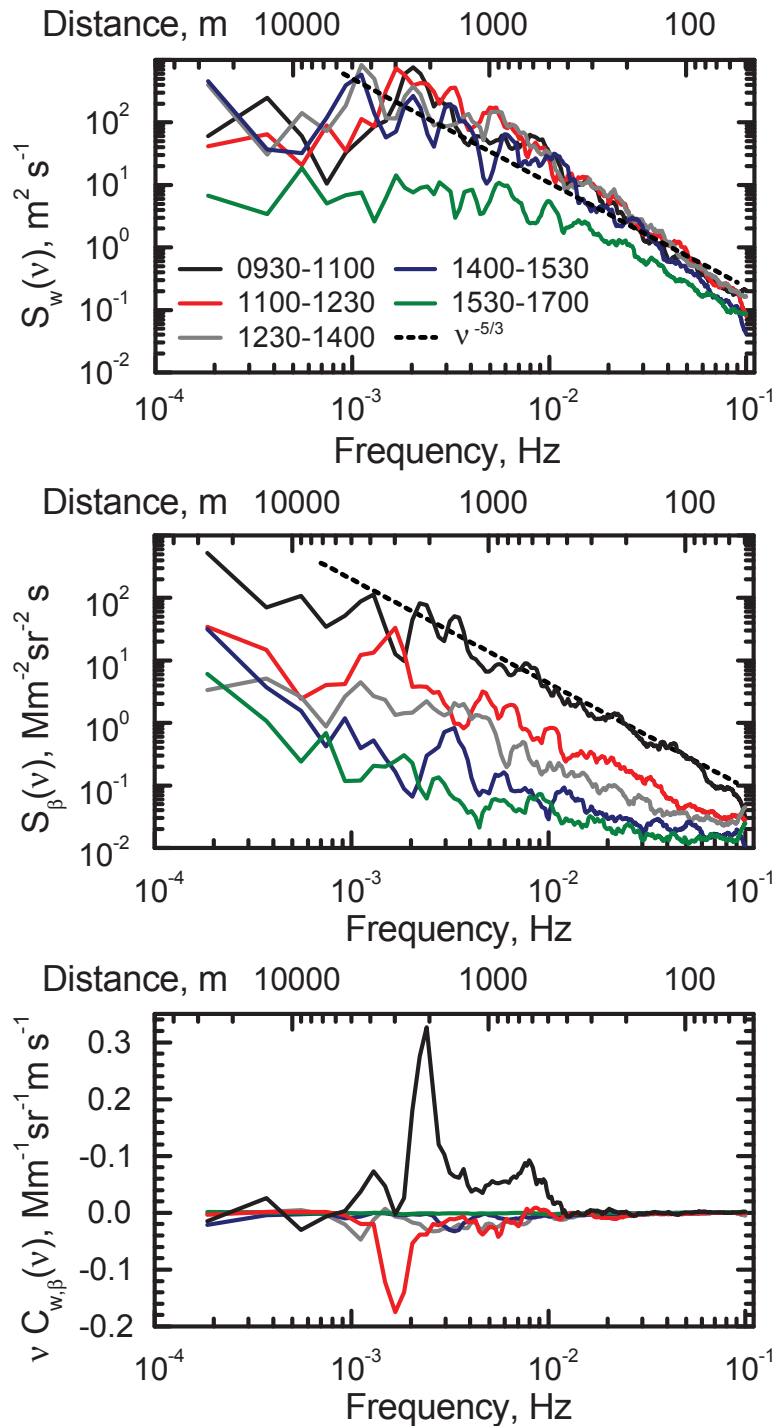 Distance, m 10000 1000 100
10² 10¹ 10⁰ 10⁻¹ 10⁻²
S_w(ν), m² s⁻¹
0930-1100 1400-1530
1100-1230 1530-1700
1230-1400 ν⁻⁵/³
10⁻⁴ 10⁻³ 10⁻² 10⁻¹
Frequency, Hz
Distance, m 10000 1000 100
10² 10¹ 10⁰ 10⁻¹ 10⁻²
S_β(ν), Mm⁻²sr⁻² s
10⁻⁴ 10⁻³ 10⁻² 10⁻¹
Frequency, Hz
Distance, m 10000 1000 100
0.3 0.2 -0.1 0.0 -0.1 -0.2
ν C_w,β(ν), Mm⁻¹sr⁻¹m s⁻¹
10⁻⁴ 10⁻³ 10⁻² 10⁻¹
Frequency, Hz